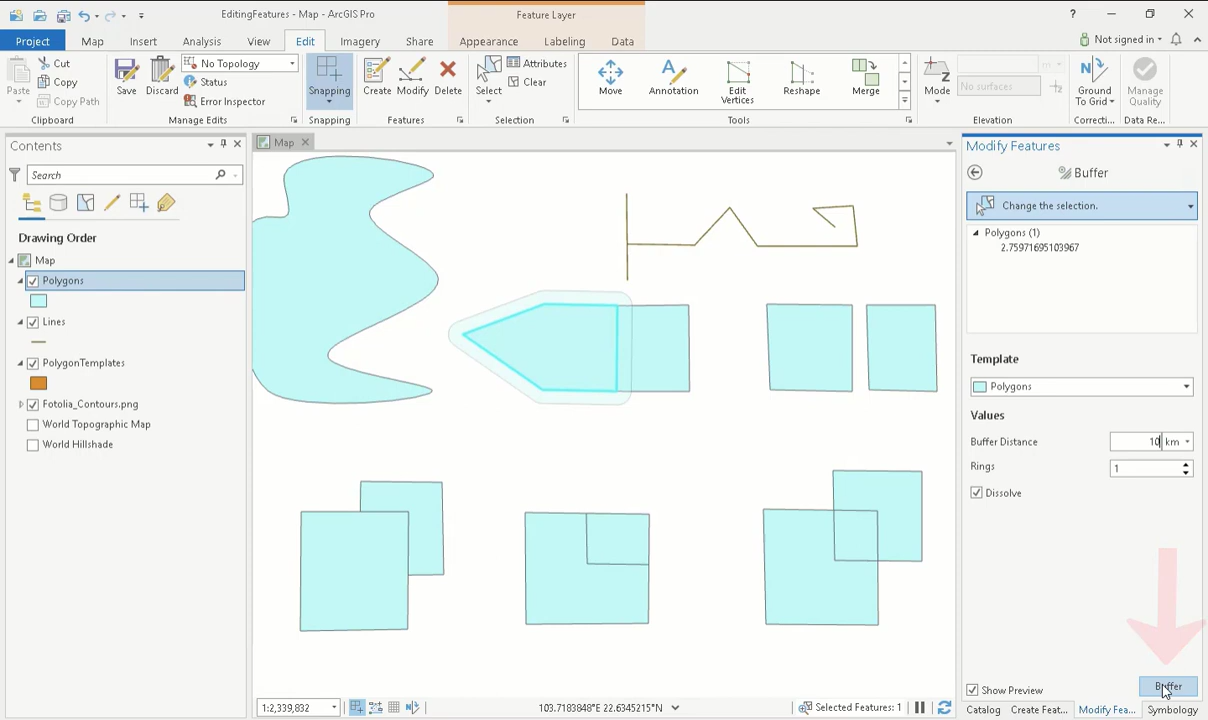 EditingFeatures - Map - ArcGIS Pro
Feature Layer
?
Project
Map
Insert
Analysis
View
Edit
Imagery
Share
Appearance
Labeling
Data
Not signed in
Paste
Cut
Copy
Copy Path
Clipboard
Save
Discard
No Topology
Status
Error Inspector
Manage Edits
Snapping
Snapping
Create
Modify
Delete
Features
Select
Attributes
Clear
Selection
Move
Annotation
Edit
Vertices
Reshape
Merge
Tools
Mode
m
No surfaces
Elevation
Ground
To Grid
Correcti...
Manage
Quality
Data Re...
Contents
Search
Drawing Order
Map
Polygons
Lines
PolygonTemplates
Fotolia_Contours.png
World Topographic Map
World Hillshade
Map
1:2,339,832
103.7183848°E 22.6345215°N
Selected Features: 1
Modify Features
Buffer
Change the selection.
Polygons (1)
2.75971695103967
Template
Polygons
Values
Buffer Distance
10 km
Rings
1
Dissolve
Show Preview
Buffer
Catalog
Create Feat...
Modify Fea...
Symbology